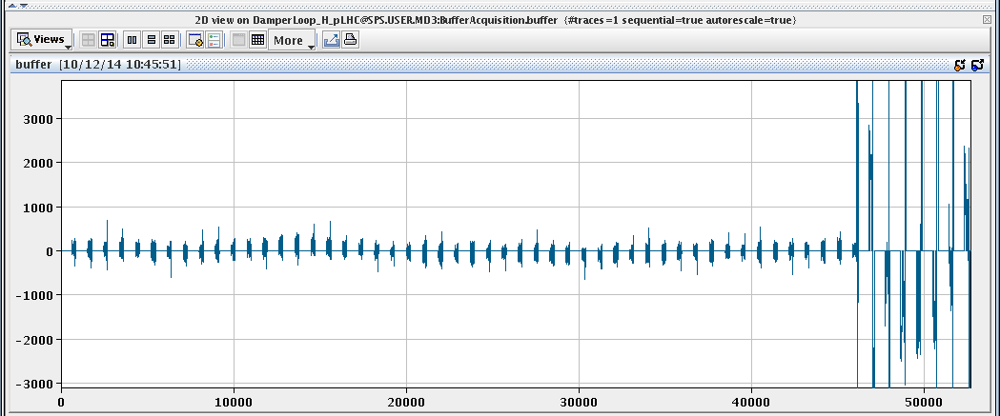 2D view on DamperLoop_H_pLHC@SPS.USER.MD3:BufferAcquisition.buffer {#traces=1 sequential=true autorescale=true}
Views More
buffer [10/12/14 10:45:51]
3000
2000
1000
0
-1000
-2000
-3000
0 10000 20000 30000 40000 50000